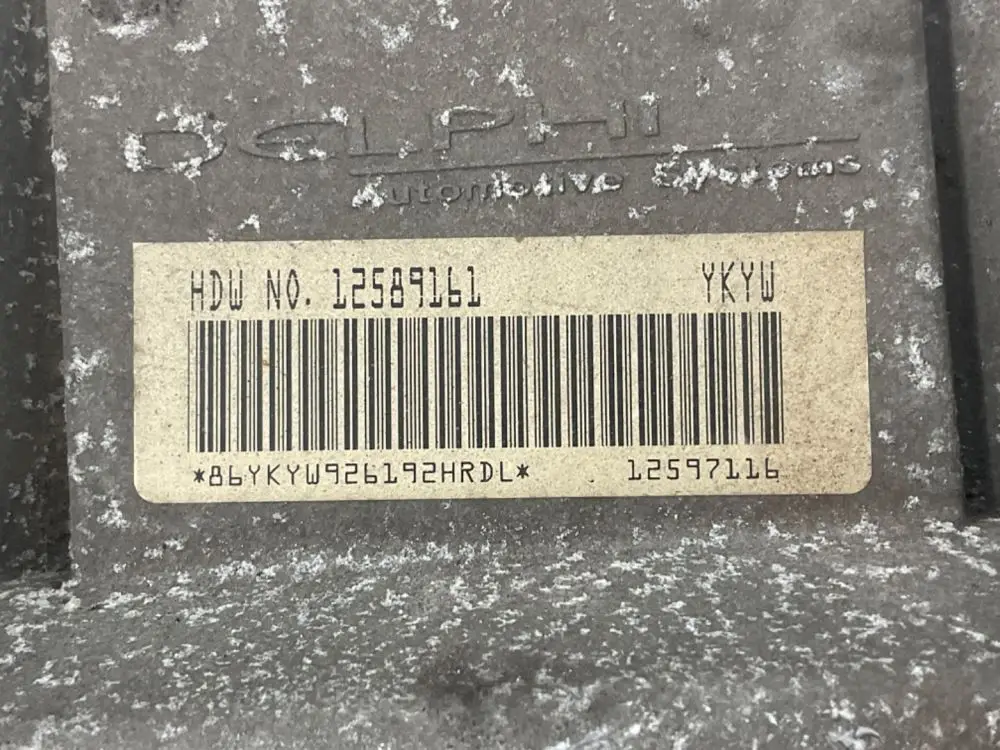 DELPHI
Automotive Systems
HDW NO. 12589161 YKYW
*86YKYW926192HRDL* 12597116